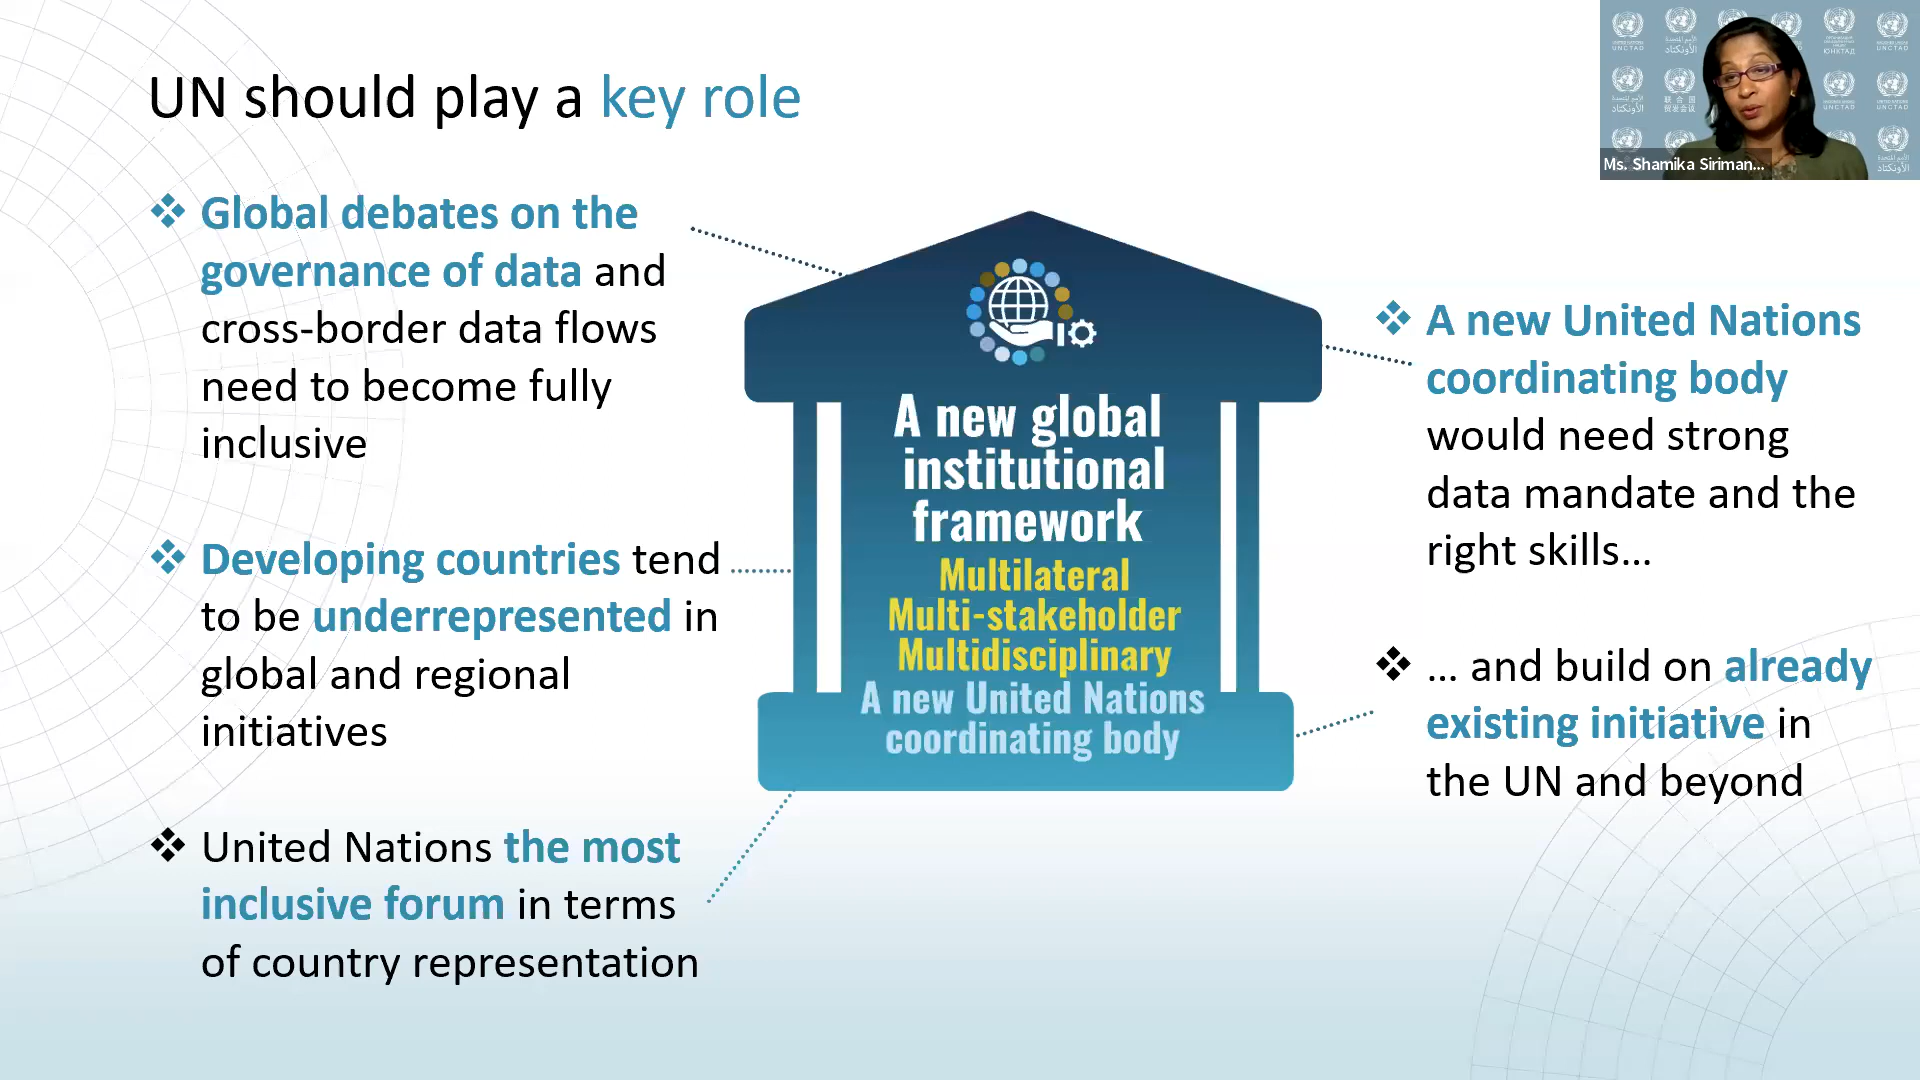 UN should play a key role
Global debates on the
governance of data and
cross-border data flows
need to become fully
inclusive
Developing countries tend
to be underrepresented in
global and regional
initiatives
United Nations the most
inclusive forum in terms
of country representation
A new global
institutional
framework
Multilateral
Multi-stakeholder
Multidisciplinary
A new United Nations
coordinating body
A new United Nations
coordinating body
would need strong
data mandate and the
right skills...
... and build on already
existing initiative in
the UN and beyond
Ms. Shamika Siriman...